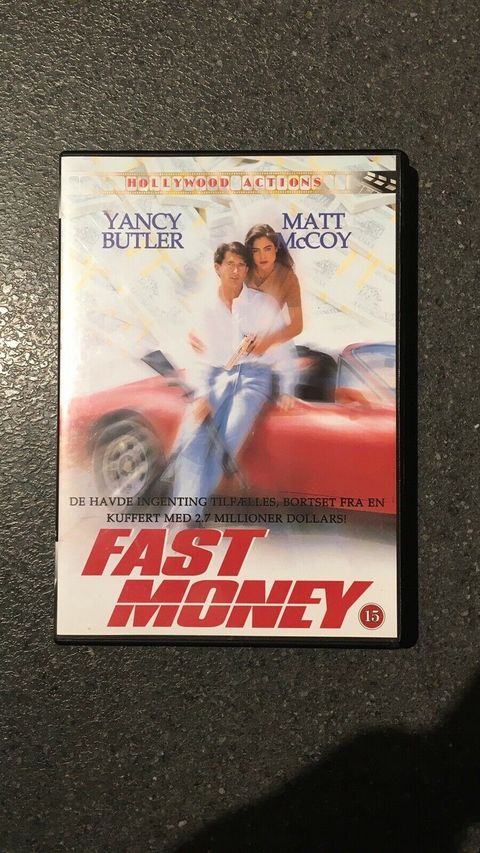 HOLLYWOOD ACTIONS
YANCY BUTLER
MATT McCOY
DE HAVDE INGENTING TILFÆLLES, BORTSET FRA EN
KUFFERT MED 2.7 MILLIONER DOLLARS!
FAST
MONEY
15